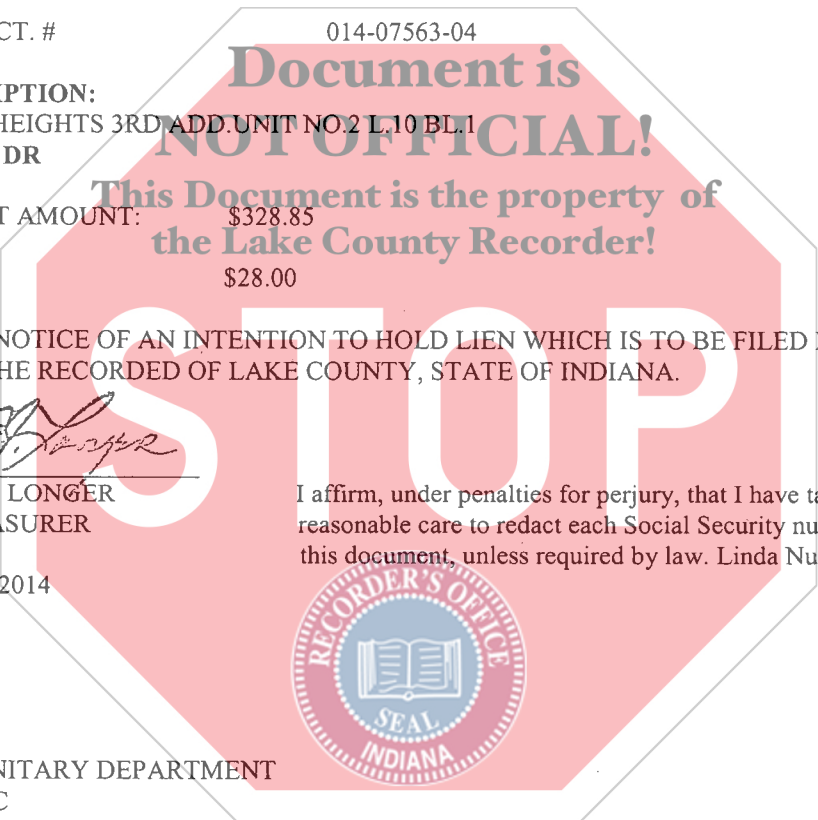 CT. # 014-07563-04
Document is
IPTION:
HEIGHTS 3RD ADD.UNIT NO.2 L.10 BL.1
NOT OFFICIAL!
DR
This Document is the property of
T AMOUNT: $328.85
the Lake County Recorder!
$28.00
STOP
NOTICE OF AN INTENTION TO HOLD LIEN WHICH IS TO BE FILED
HE RECORDED OF LAKE COUNTY, STATE OF INDIANA.
LONGER
ASURER
I affirm, under penalties for perjury, that I have ta
reasonable care to redact each Social Security nu
this document, unless required by law. Linda Nu
2014
RECORDER'S OFFICE
SEAL
INDIANA
NITARY DEPARTMENT
C